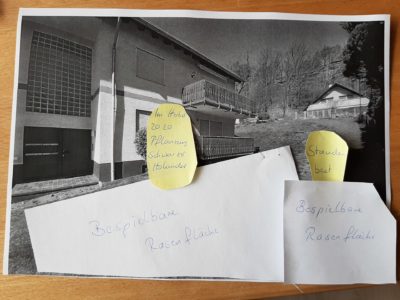 Im Herbst
2020
Pflanzung
Schwarzer
Holunder
Stauden
beet
Bespielbare
Rasenfläche
Bespielbare
Rasenfläche